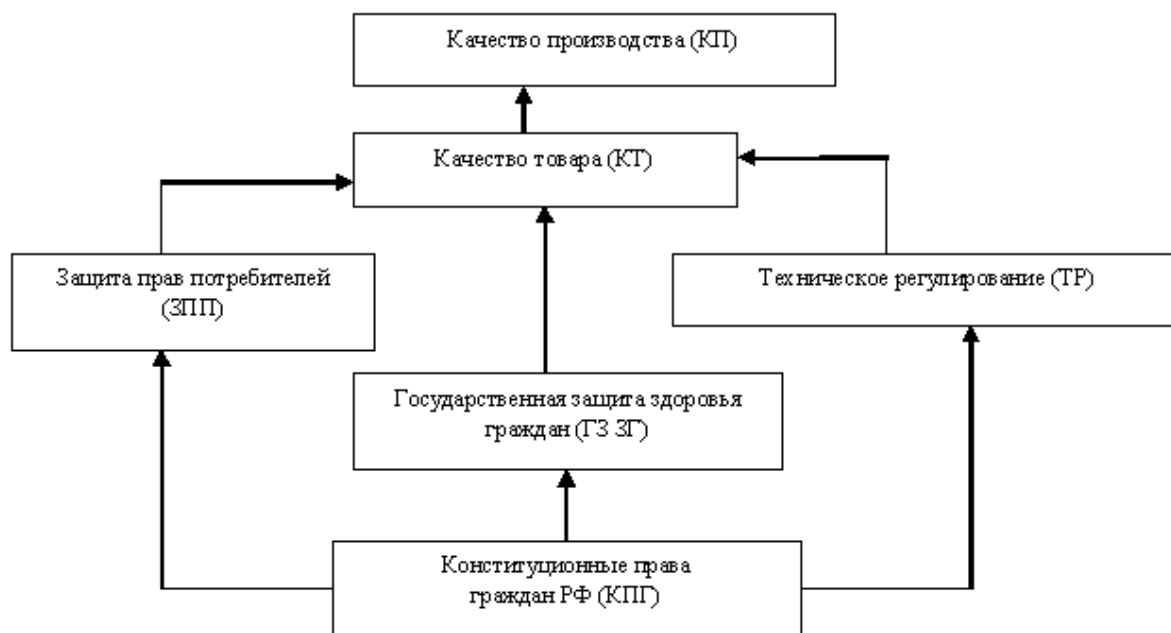 Качество производства (КП)
Качество товара (КТ)
Защита прав потребителей
(ЗПП)
Техническое регулирование (ТР)
Государственная защита здоровья
граждан (ГЗ ЗГ)
Конституционные права
граждан РФ (КПГ)